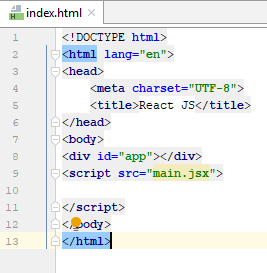 index.html
1 <!DOCTYPE html>
2 <html lang="en">
3 <head>
4 <meta charset="UTF-8">
5 <title>React JS</title>
6 </head>
7 <body>
8 <div id="app"></div>
9 <script src="main.jsx">
10
11 </script>
12 </body>
13 </html>